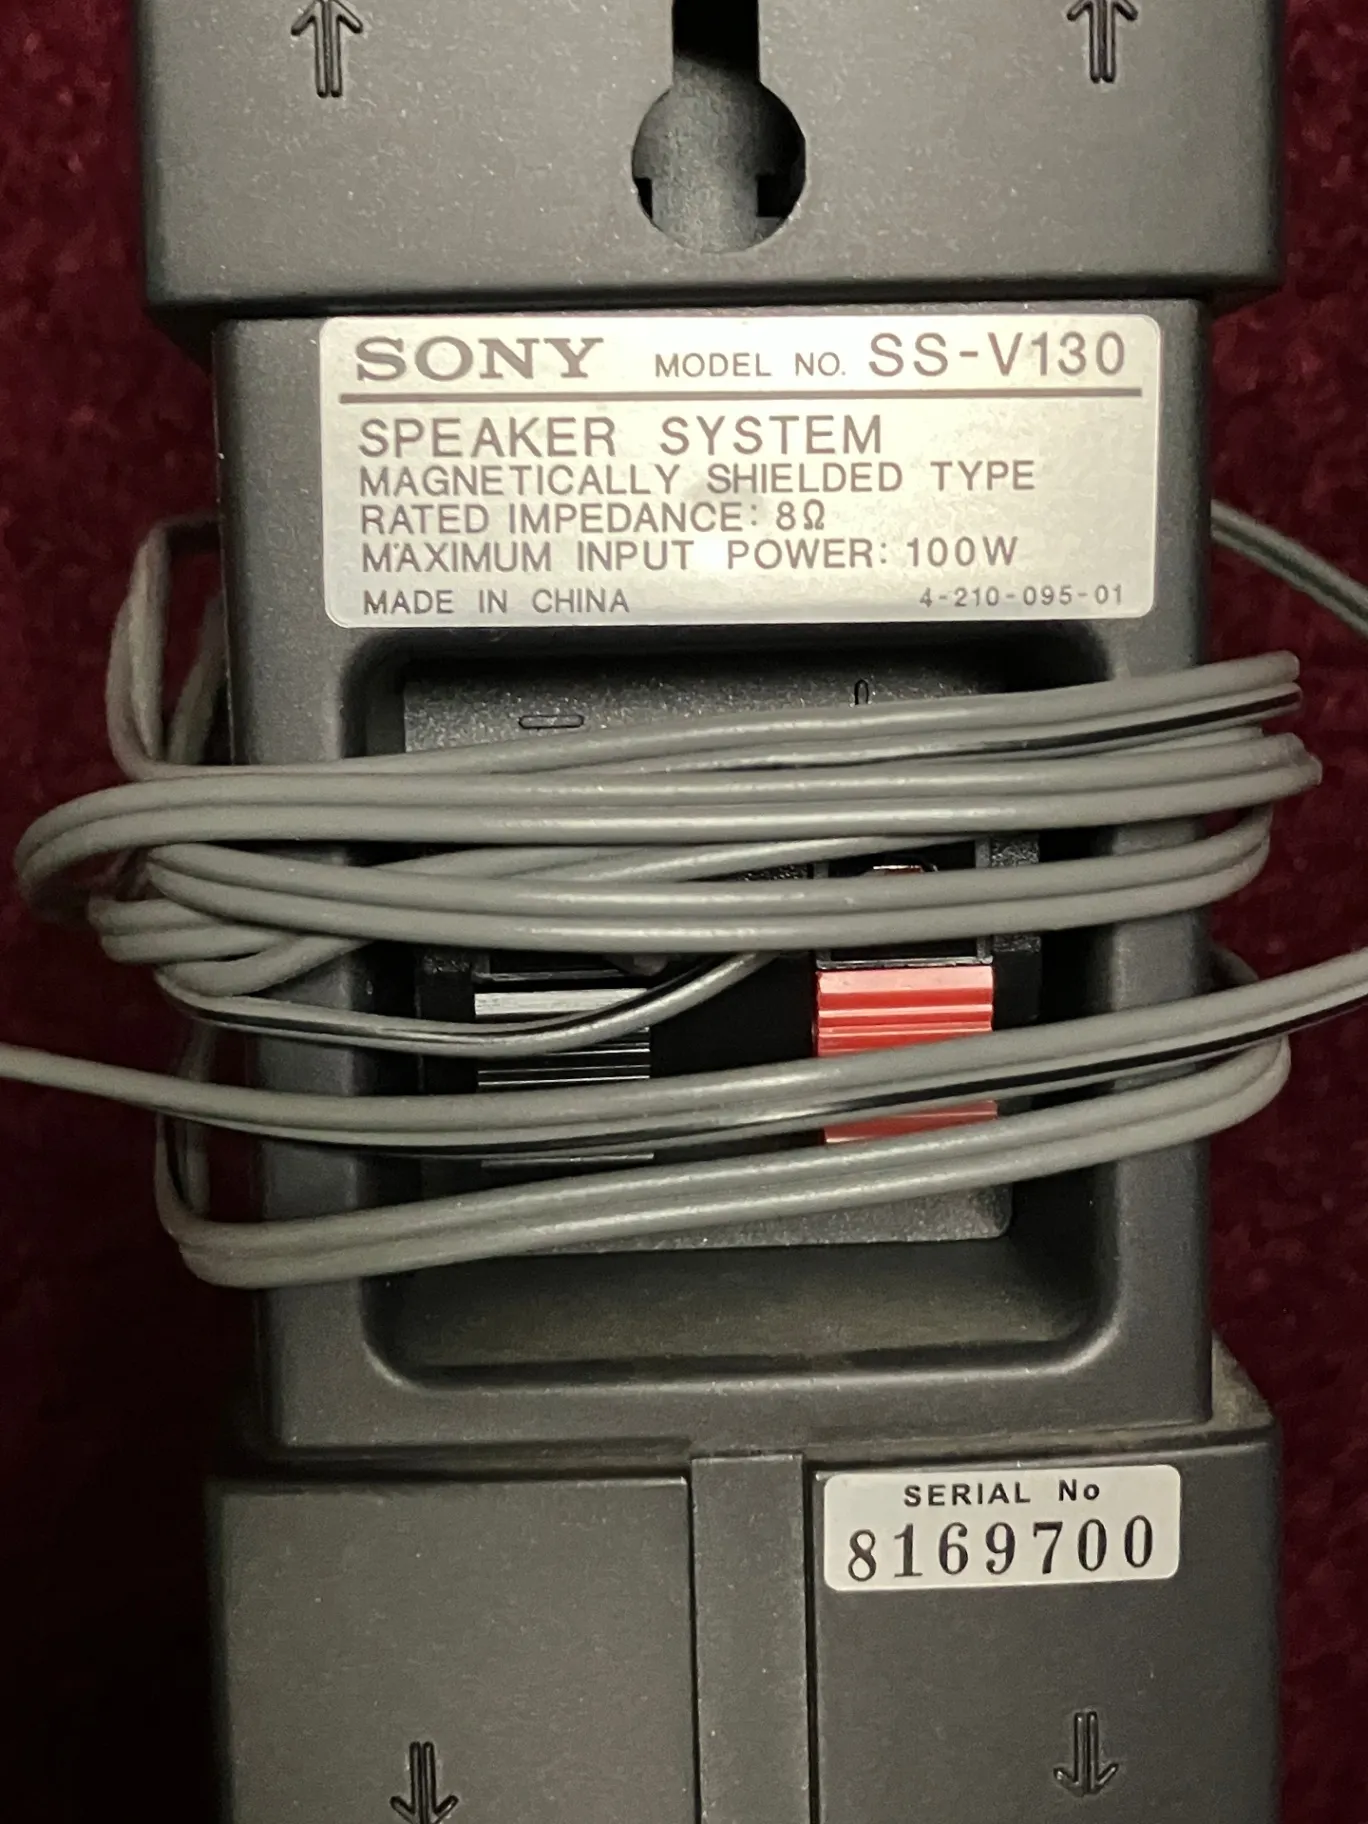 SONY MODEL NO. SS-V130
SPEAKER SYSTEM
MAGNETICALLY SHIELDED TYPE
RATED IMPEDANCE: 8Ω
MAXIMUM INPUT POWER: 100W
MADE IN CHINA 4-210-095-01
SERIAL No
8169700